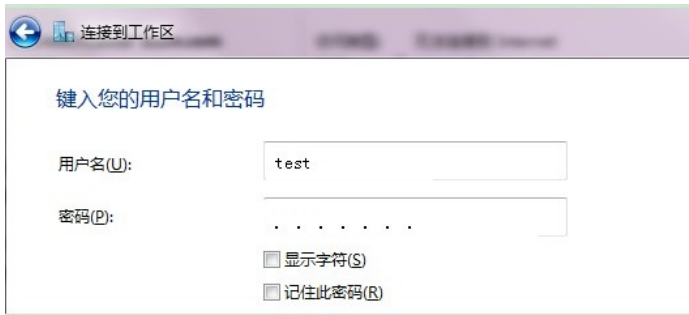 连接到工作区
键入您的用户名和密码
用户名(U): test
密码(P): . . . . . . .
显示字符(S)
记住此密码(R)